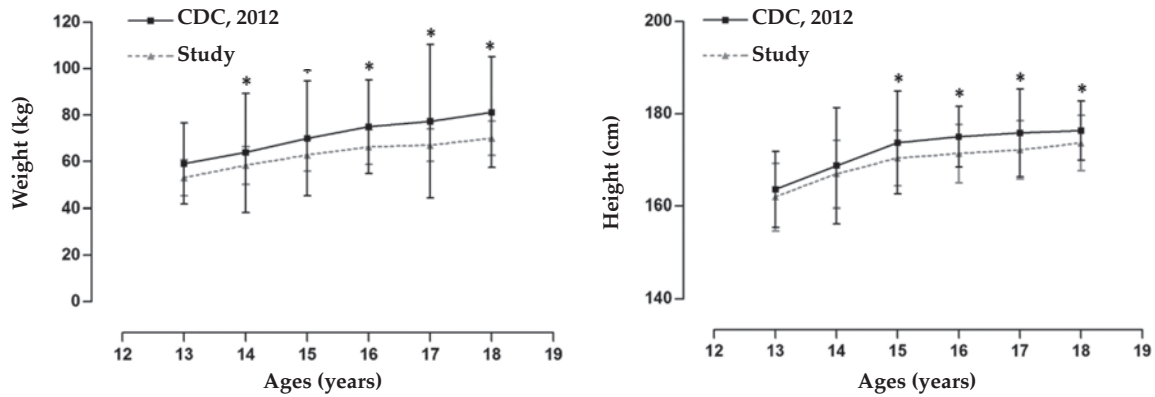 120
100
80
60
40
20
0
Weight (kg)
CDC, 2012
Study
*
*
*
*
*
12 13 14 15 16 17 18 19
Ages (years)
200
180
160
140
Height (cm)
CDC, 2012
Study
*
*
*
*
12 13 14 15 16 17 18 19
Ages (years)